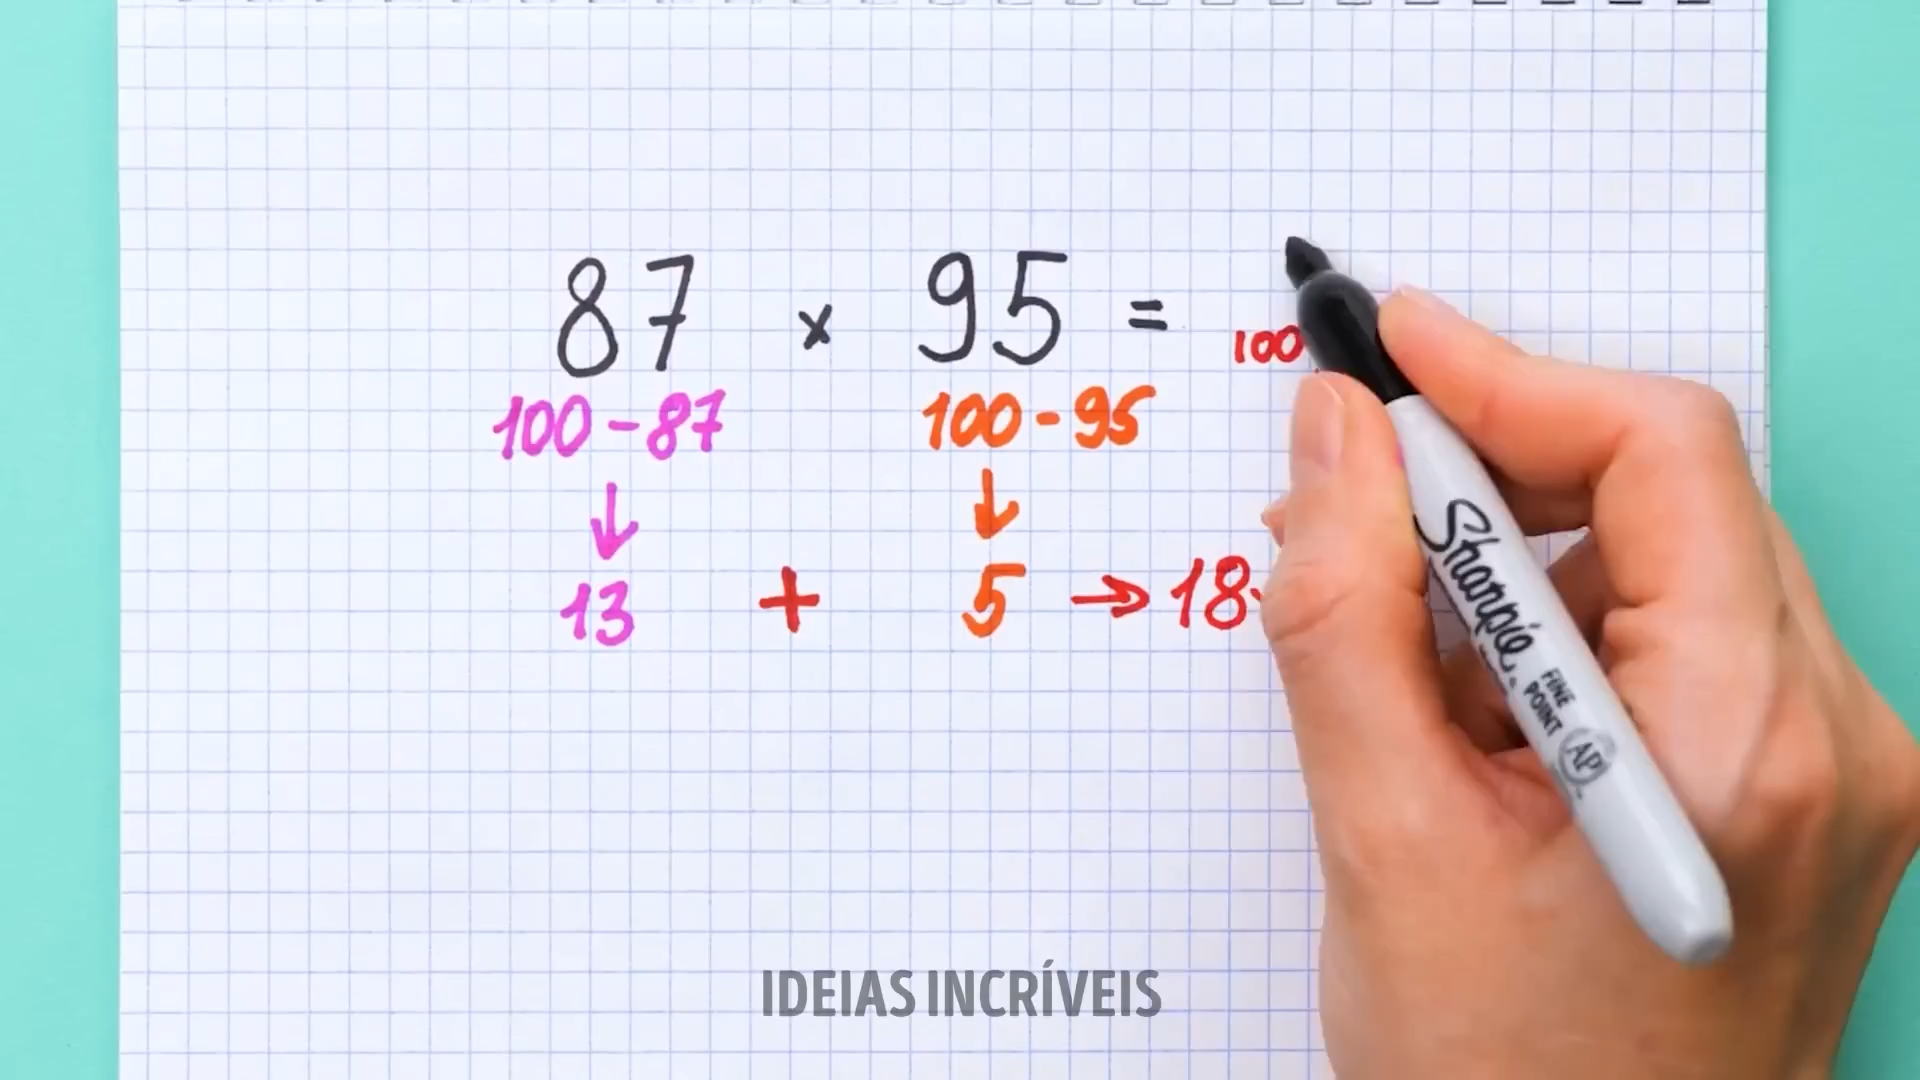 87 × 95 =
100
100 - 87 100 - 95
↓ ↓
13 + 5 → 18
Sharpie.
FINE
POINT
AP
IDEIAS INCRÍVEIS